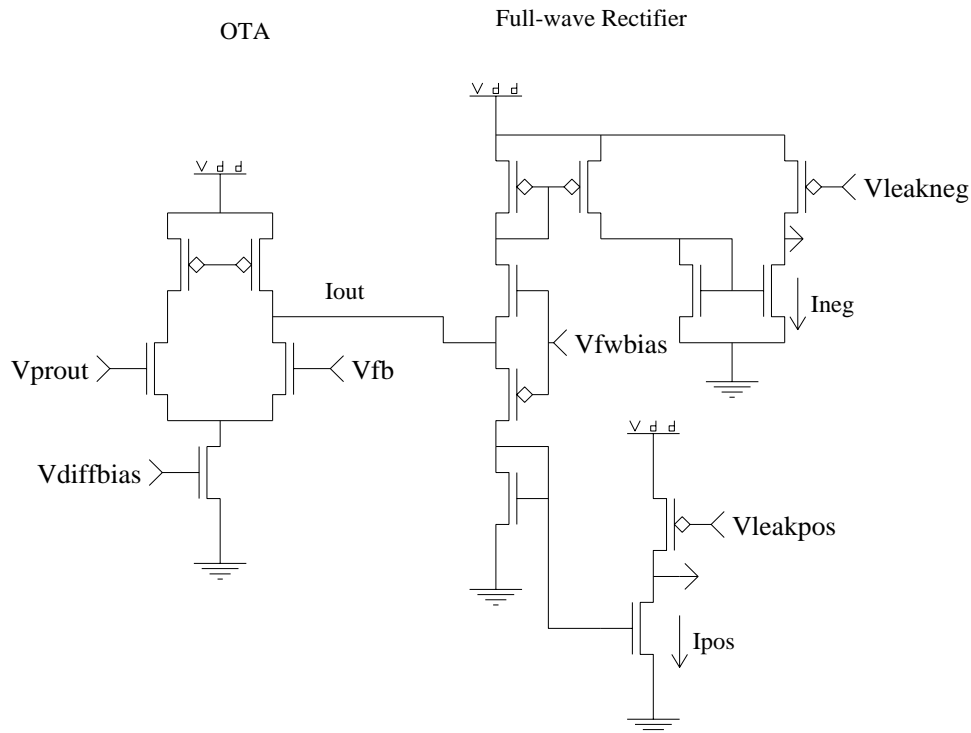 OTA
Full-wave Rectifier
Vdd
Vdd
Vleakneg
Iout
Ineg
Vfwbias
Vprout
Vfb
Vdd
Vdiffbias
Vleakpos
Ipos